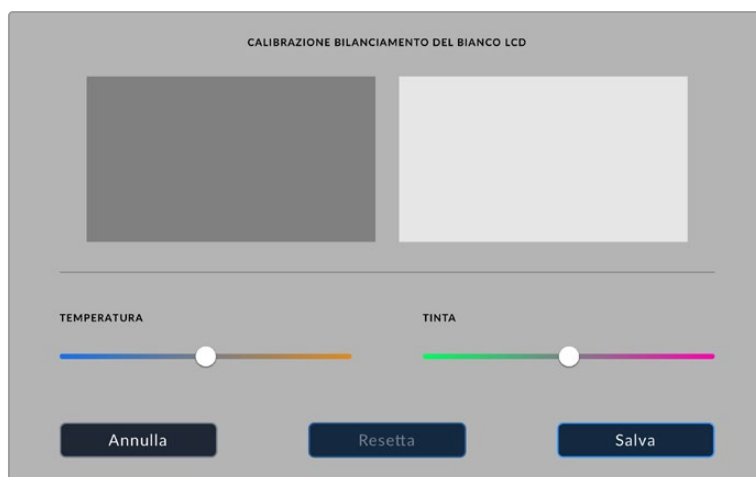 CALIBRAZIONE BILANCIAMENTO DEL BIANCO LCD
TEMPERATURA
TINTA
Annulla
Resetta
Salva